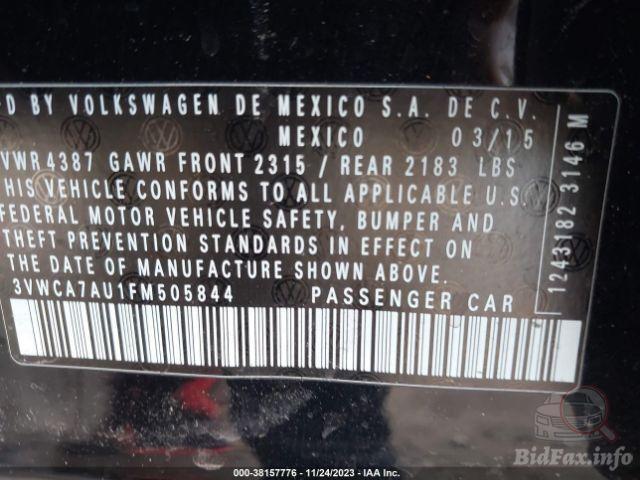 D BY VOLKSWAGEN DE MEXICO S.A. DE C.V.
MEXICO 03/15
VWR 4387 GAWR FRONT 2315 / REAR 2183 LBS
HIS VEHICLE CONFORMS TO ALL APPLICABLE U.S.
FEDERAL MOTOR VEHICLE SAFETY, BUMPER AND
THEFT PREVENTION STANDARDS IN EFFECT ON
THE DATE OF MANUFACTURE SHOWN ABOVE.
3VWCA7AU1FM505844 PASSENGER CAR
1243182 3146 M
BidFax.info
000-38157776 - 11/24/2023 - IAA Inc.